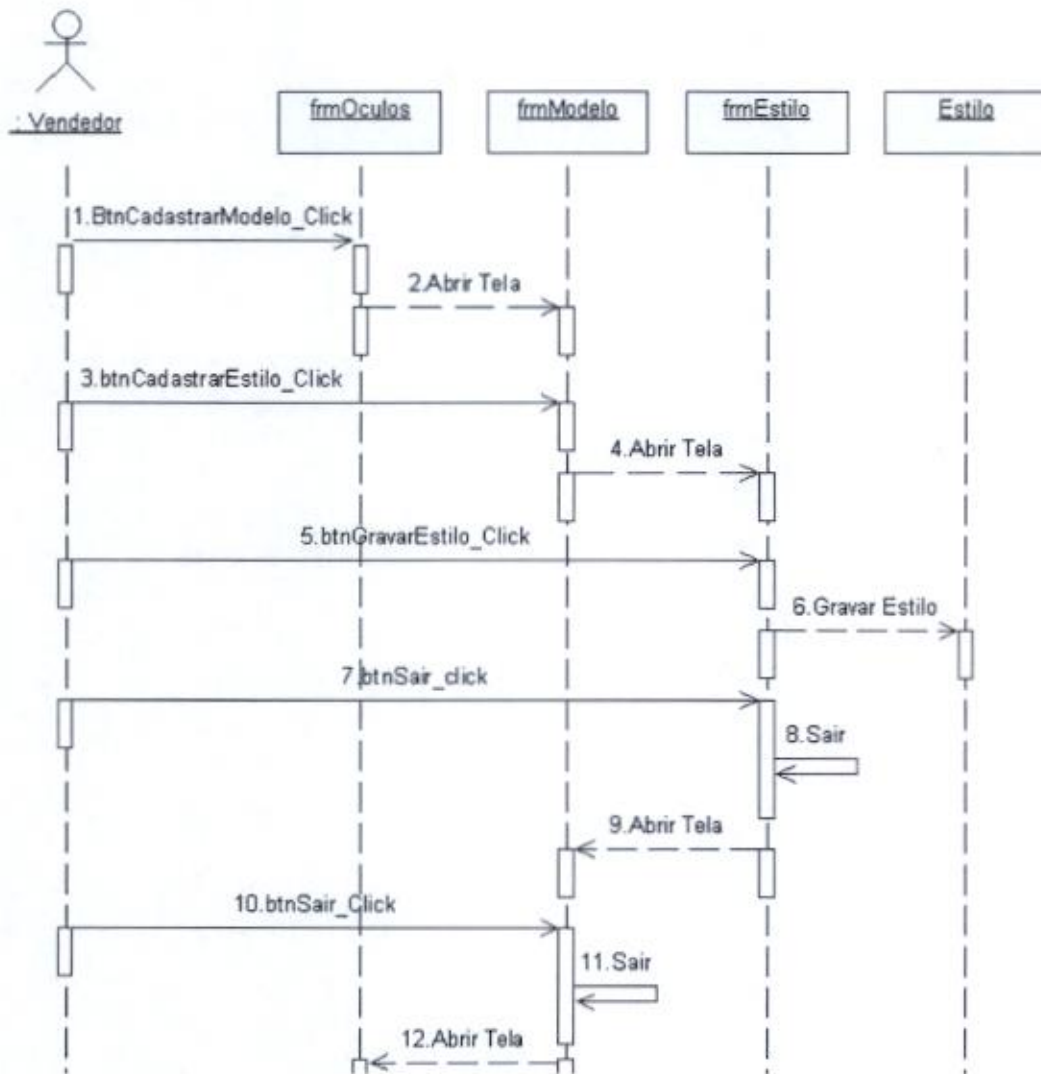 : Vendedor
frmOculos
frmModelo
frmEstilo
Estilo
1.BtnCadastrarModelo_Click
2.Abrir Tela
3.btnCadastrarEstilo_Click
4.Abrir Tela
5.btnGravarEstilo_Click
6.Gravar Estilo
7.btnSair_click
8.Sair
9.Abrir Tela
10.btnSair_Click
11.Sair
12.Abrir Tela